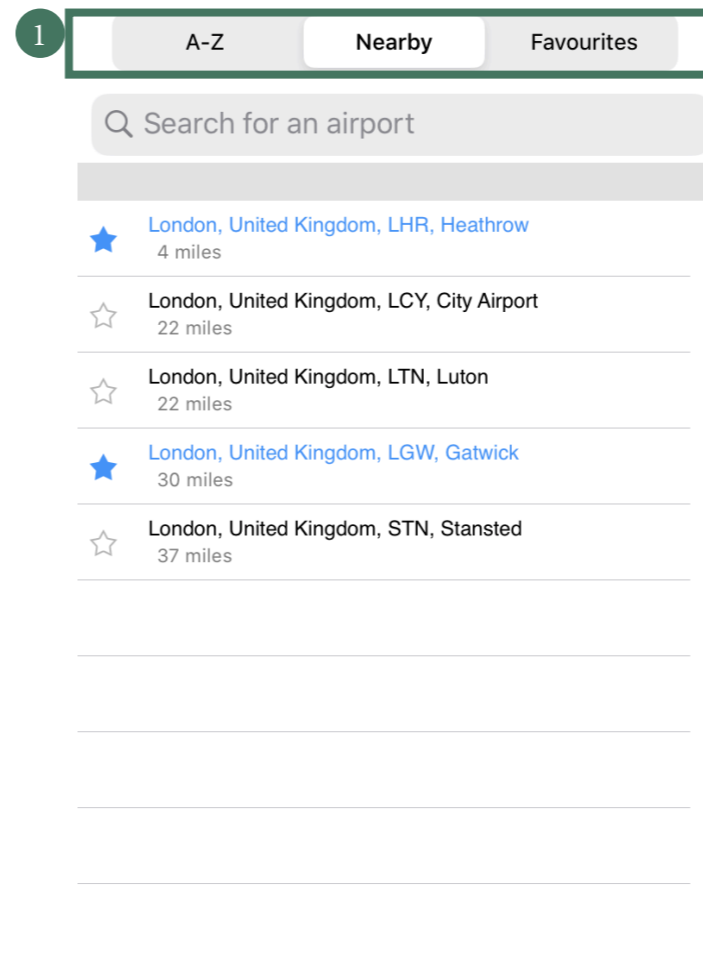 1
A-Z Nearby Favourites
Search for an airport
London, United Kingdom, LHR, Heathrow
4 miles
London, United Kingdom, LCY, City Airport
22 miles
London, United Kingdom, LTN, Luton
22 miles
London, United Kingdom, LGW, Gatwick
30 miles
London, United Kingdom, STN, Stansted
37 miles